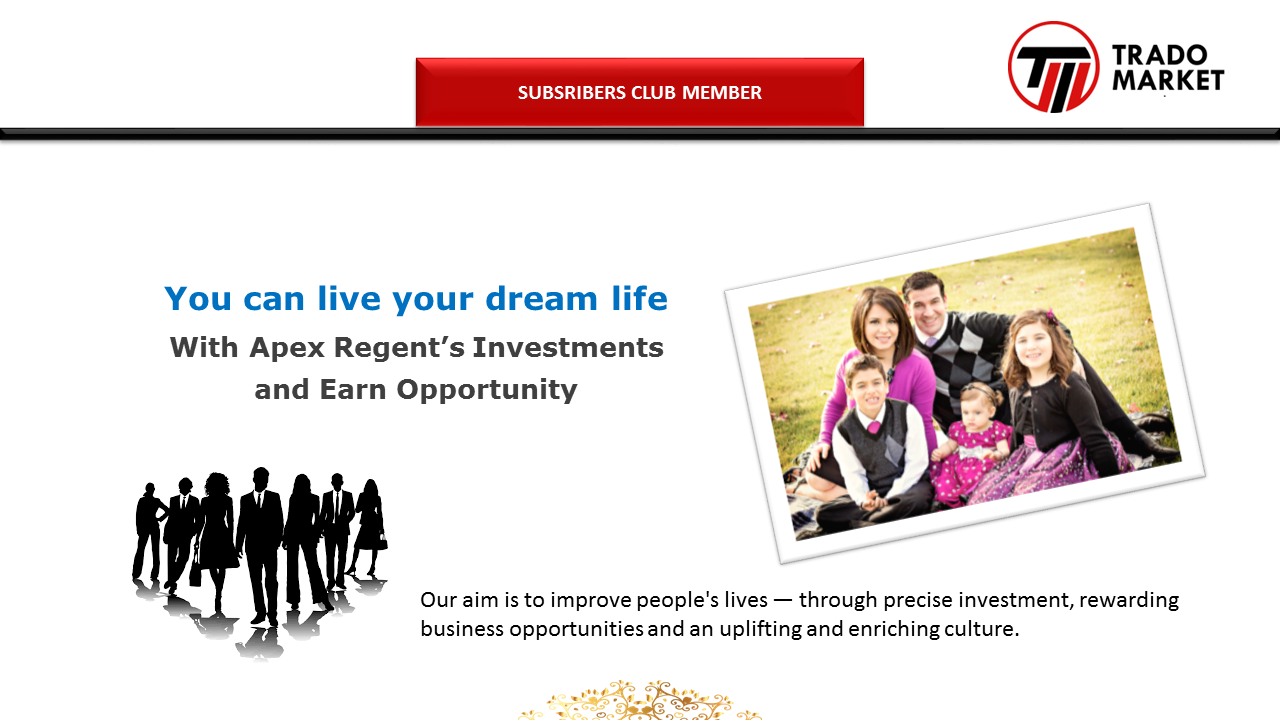 SUBSRIBERS CLUB MEMBER
TRADO
MARKET
You can live your dream life
With Apex Regent’s Investments
and Earn Opportunity
Our aim is to improve people's lives — through precise investment, rewarding
business opportunities and an uplifting and enriching culture.